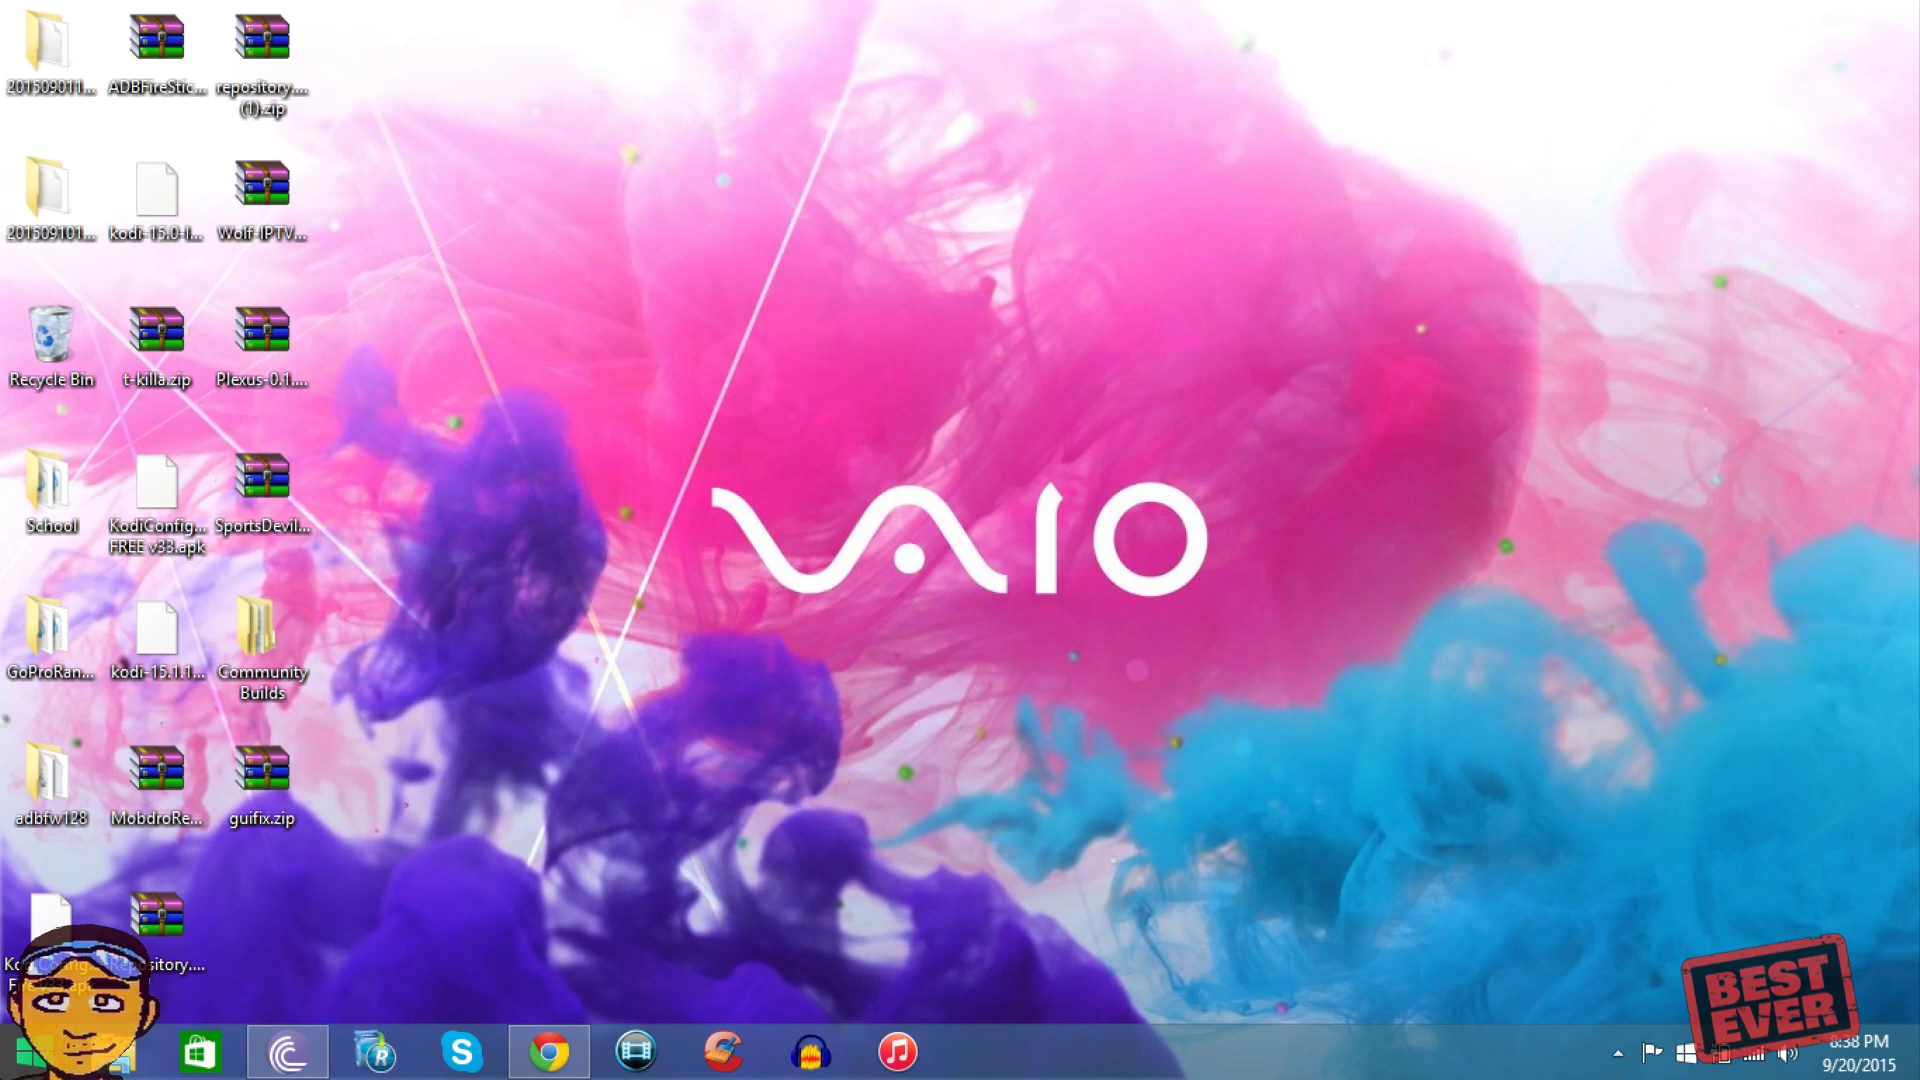 201509011...
ADBFireStic...
repository....
(1).zip
201509101...
kodi-15.0-I...
Wolf-IPTV...
Recycle Bin
t-killa.zip
Plexus-0.1....
School
KodiConfig...
FREE v33.apk
SportsDevil...
GoProRan...
kodi-15.1.1...
Community
Builds
adbfw128
MobdroRe...
guifix.zip
Repository....
VAIO
BEST
EVER
8:38 PM
9/20/2015